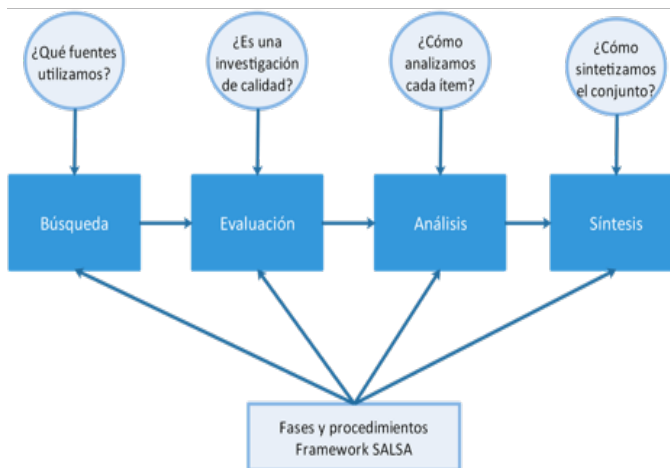 ¿Qué fuentes
utilizamos?
¿Es una
investigación
de calidad?
¿Cómo
analizamos
cada ítem?
¿Cómo
sintetizamos
el conjunto?
Búsqueda
Evaluación
Análisis
Síntesis
Fases y procedimientos
Framework SALSA